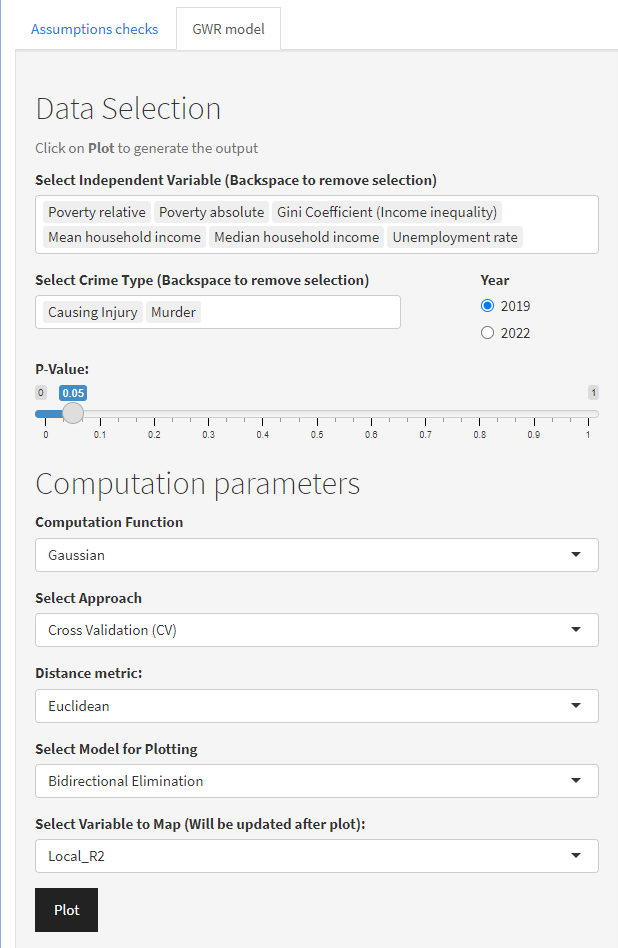 Assumptions checks GWR model
Data Selection
Click on Plot to generate the output
Select Independent Variable (Backspace to remove selection)
Poverty relative Poverty absolute Gini Coefficient (Income inequality)
Mean household income Median household income Unemployment rate
Select Crime Type (Backspace to remove selection) Year
Causing Injury Murder 2019
2022
P-Value:
0 0.05 1
0 0.1 0.2 0.3 0.4 0.5 0.6 0.7 0.8 0.9 1
Computation parameters
Computation Function
Gaussian
Select Approach
Cross Validation (CV)
Distance metric:
Euclidean
Select Model for Plotting
Bidirectional Elimination
Select Variable to Map (Will be updated after plot):
Local_R2
Plot